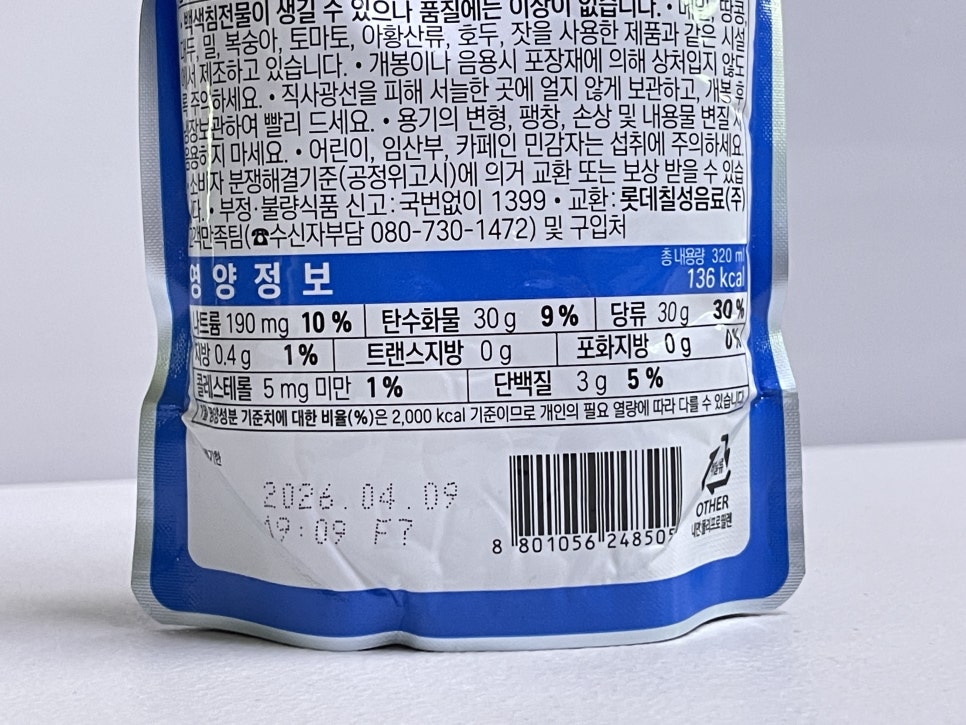 백색침전물이 생길 수 있으나 품질에는 이상이 없습니다. • 메밀, 땅콩,
대두, 밀, 복숭아, 토마토, 아황산류, 호두, 잣을 사용한 제품과 같은 시설
에서 제조하고 있습니다. • 개봉이나 음용시 포장재에 의해 상처입지 않도
록 주의하세요. • 직사광선을 피해 서늘한 곳에 얼지 않게 보관하고, 개봉 후
냉장보관하여 빨리 드세요. • 용기의 변형, 팽창, 손상 및 내용물 변질 시
음용하지 마세요. • 어린이, 임산부, 카페인 민감자는 섭취에 주의하세요.
• 소비자 분쟁해결기준(공정위고시)에 의거 교환 또는 보상 받을 수 있습
니다. • 부정·불량식품 신고: 국번없이 1399 • 교환: 롯데칠성음료(주)
고객만족팀(☎수신자부담 080-730-1472) 및 구입처
총 내용량 320 ml
영양정보 136 kcal
나트륨 190 mg 10 % 탄수화물 30 g 9 % 당류 30 g 30 %
지방 0.4 g 1 % 트랜스지방 0 g 포화지방 0 g 0 %
콜레스테롤 5 mg 미만 1 % 단백질 3 g 5 %
1일 영양성분 기준치에 대한 비율(%)은 2,000 kcal 기준이므로 개인의 필요 열량에 따라 다를 수 있습니다.
2026.04.09
19:09 F7
8 801056 248505
OTHER